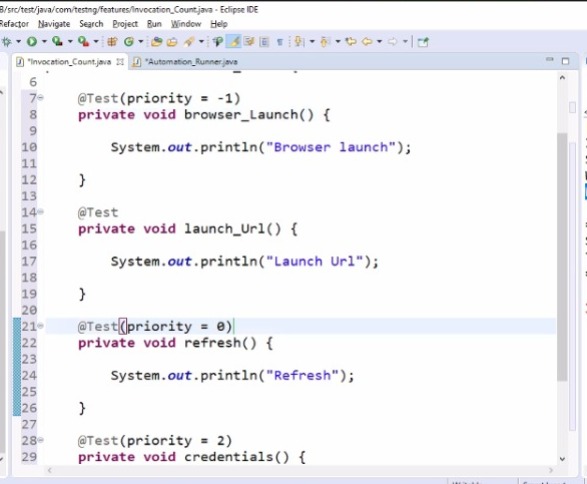 B/src/test/java/com/testng/features/Invocation_Count.java - Eclipse IDE
Refactor Navigate Search Project Run Window Help
*Invocation_Count.java *Automation_Runner.java
6
7 @Test(priority = -1)
8 private void browser_Launch() {
9
10 System.out.println("Browser launch");
11
12 }
13
14 @Test
15 private void launch_Url() {
16
17 System.out.println("Launch Url");
18
19 }
20
21 @Test(priority = 0)
22 private void refresh() {
23
24 System.out.println("Refresh");
25
26 }
27
28 @Test(priority = 2)
29 private void credentials() {